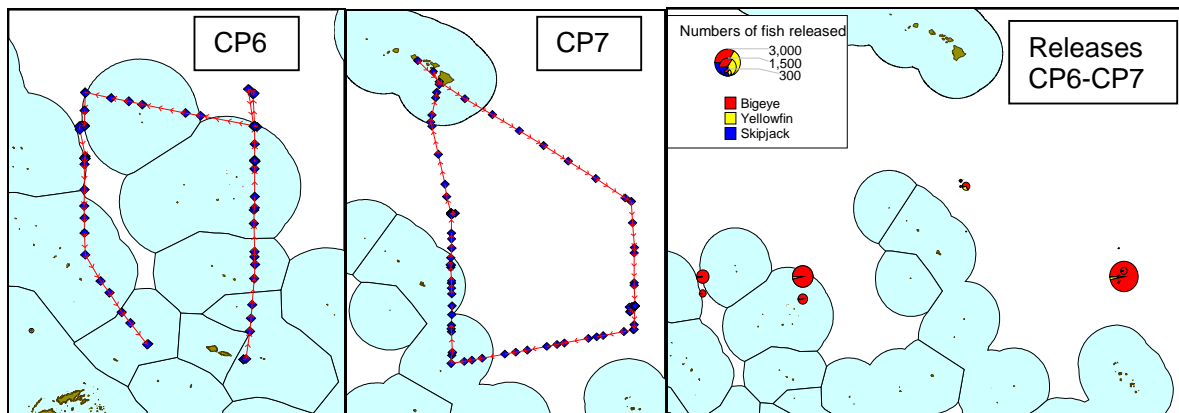 CP6
CP7
Numbers of fish released
3,000
1,500
300
Bigeye
Yellowfin
Skipjack
Releases
CP6-CP7